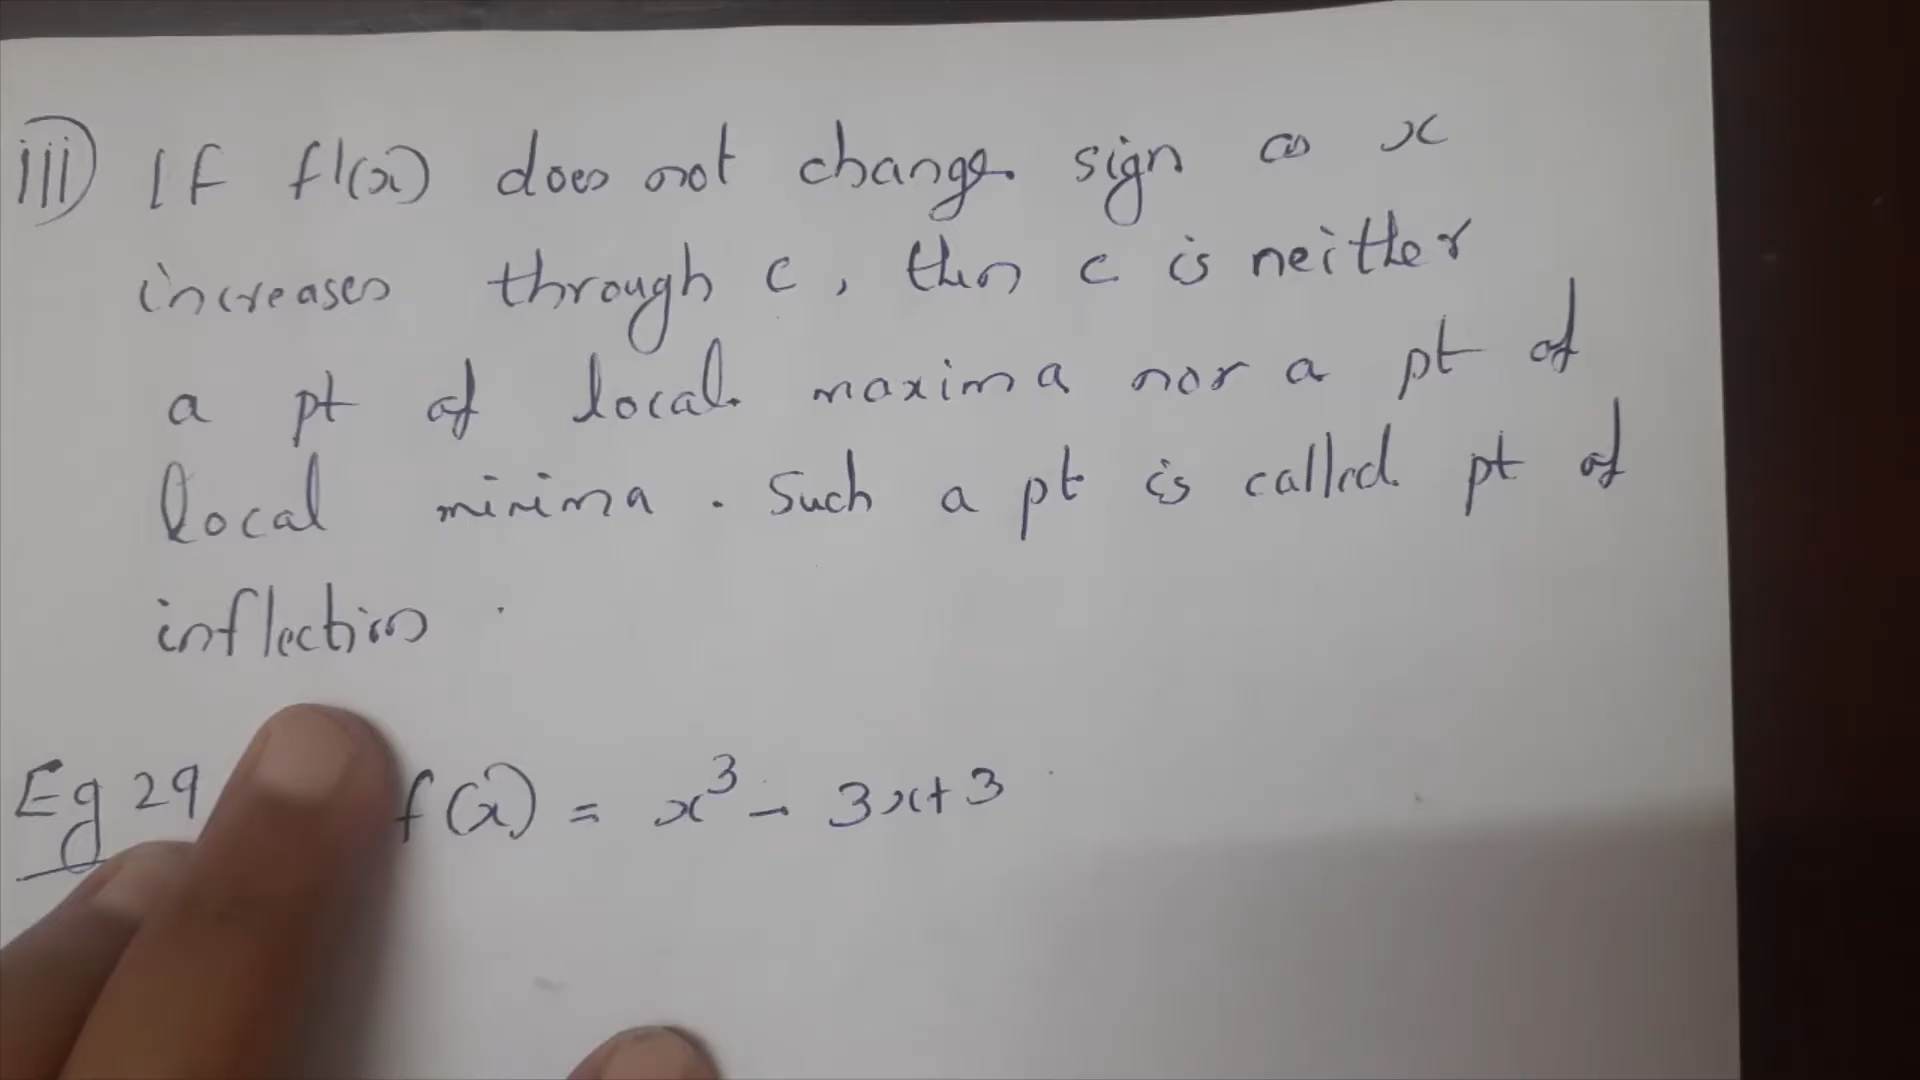 iii) If f'(x) does not change sign as x
increases through c, then c is neither
a pt of local maxima nor a pt of
local minima. Such a pt is called pt of
inflection.
Eg 29 f(x) = x³ - 3x+3